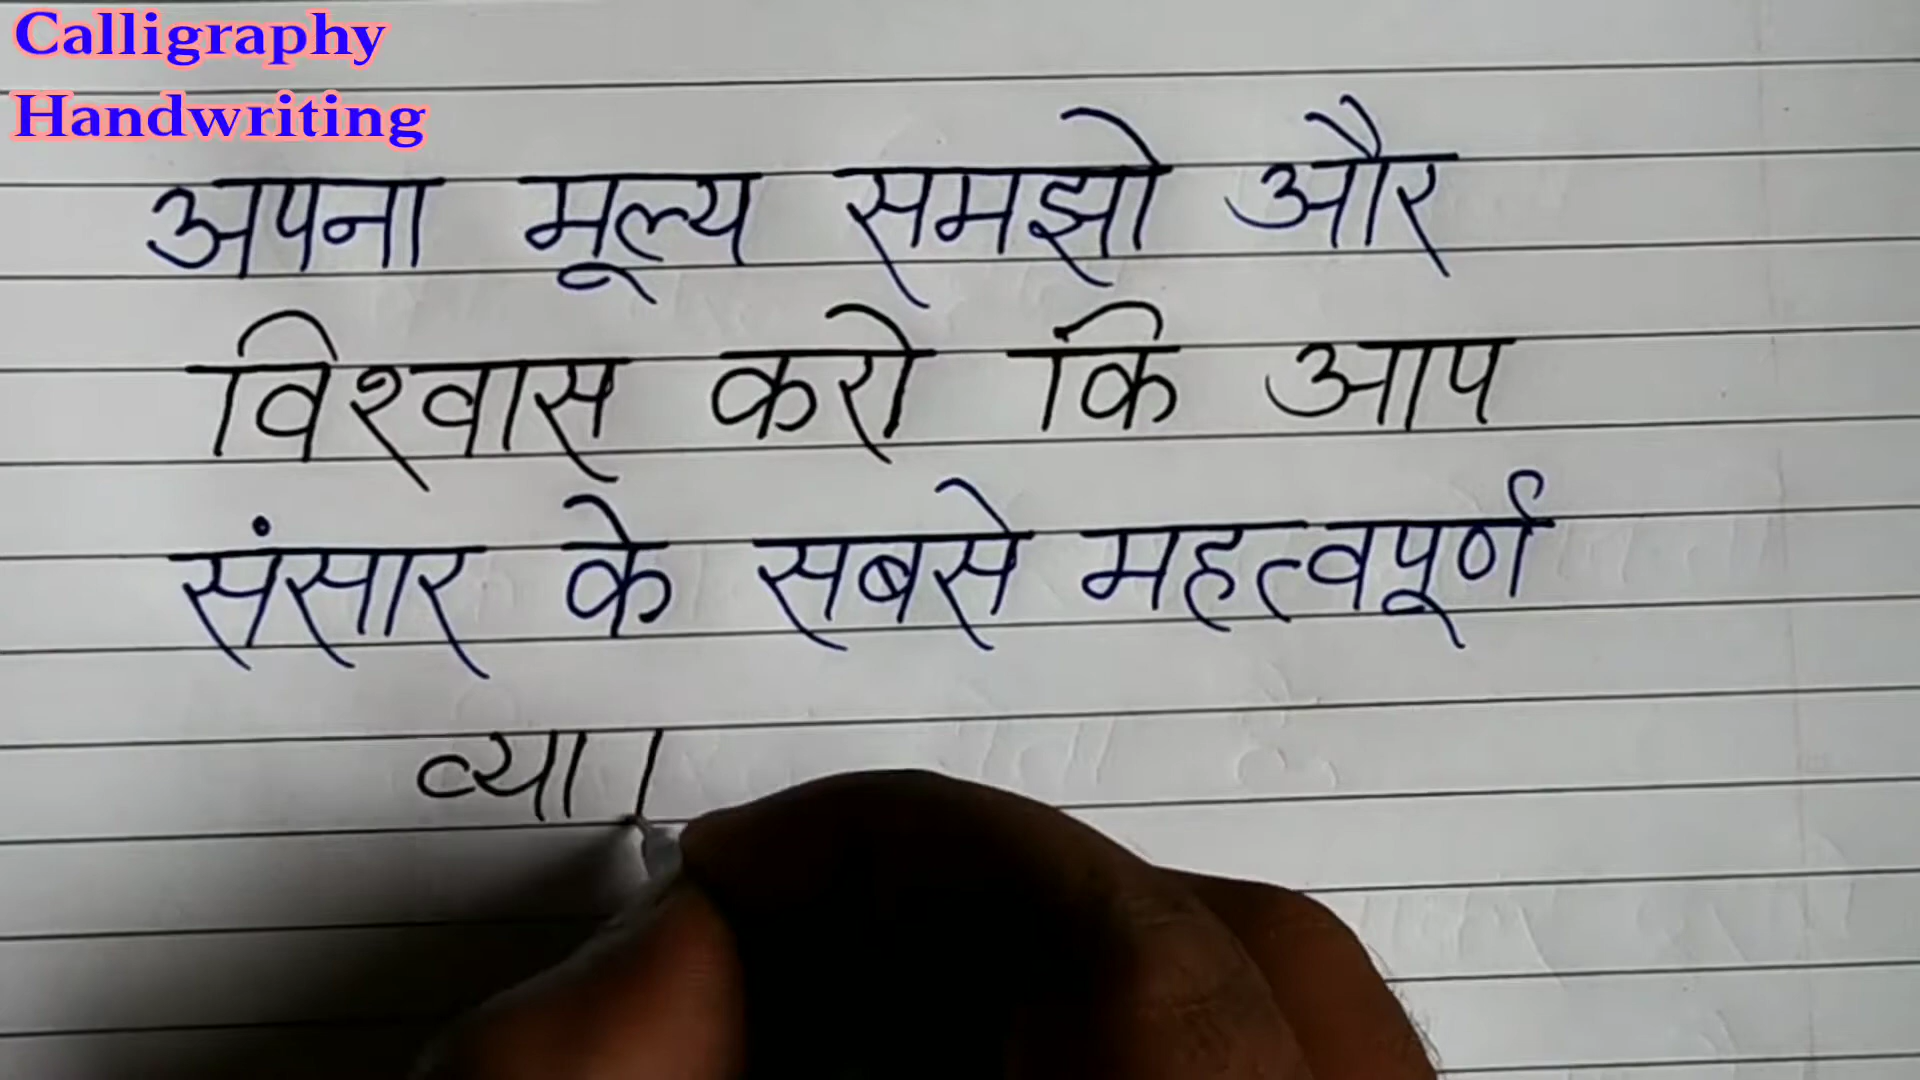 Calligraphy
Handwriting
अपना मूल्य समझो और
विश्वास करो कि आप
संसार के सबसे महत्वपूर्ण
व्या।